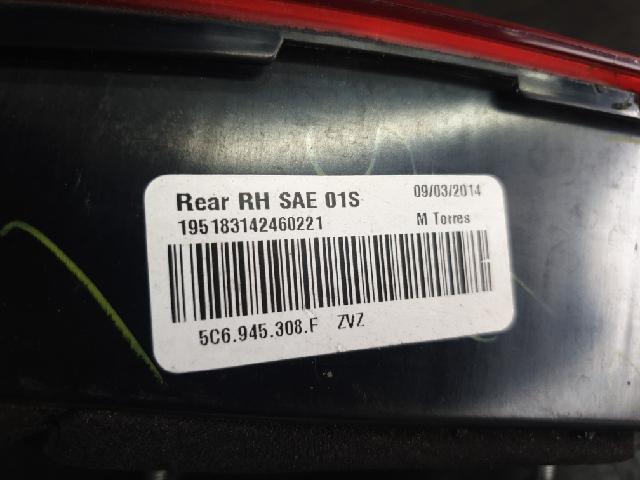 Rear RH SAE 01S 09/03/2014
195183142460221 M Torres
5C6.945.308.F ZVZ